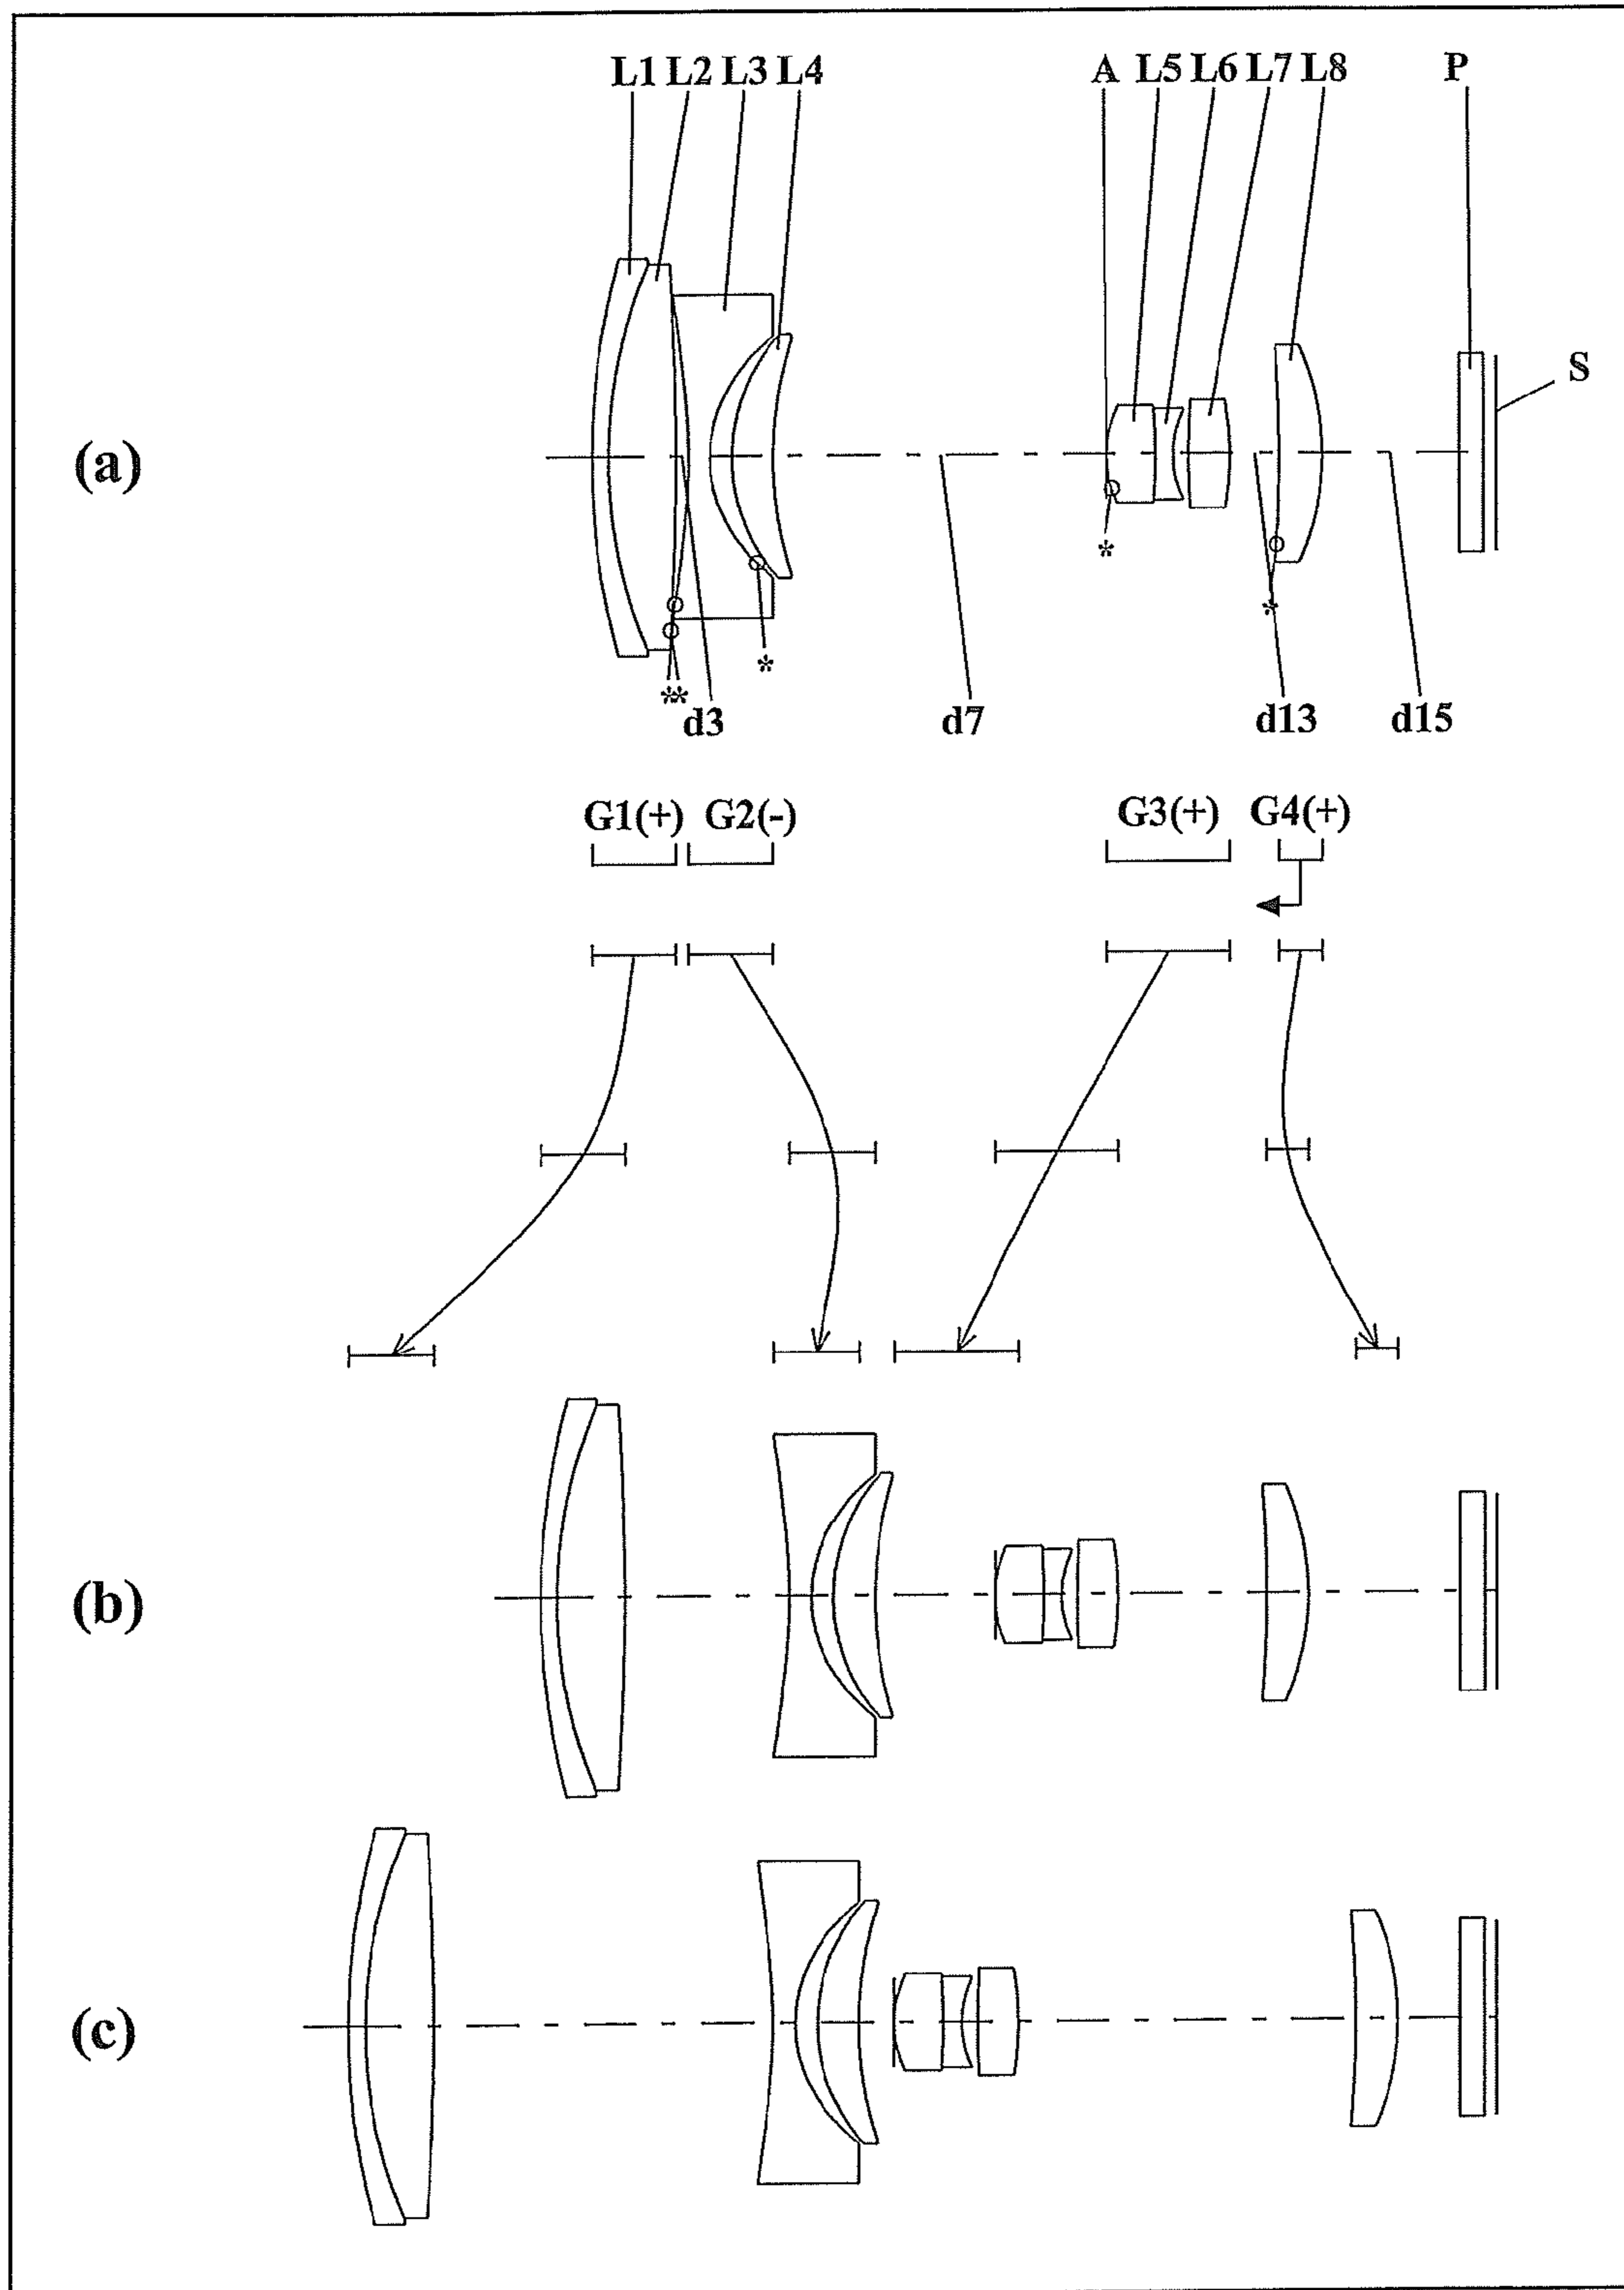 L1 L2 L3 L4 A L5 L6 L7 L8 P
S
(a)
* *
** *
d3 d7 d13 d15
G1(+) G2(-) G3(+) G4(+)
(b)
(c)